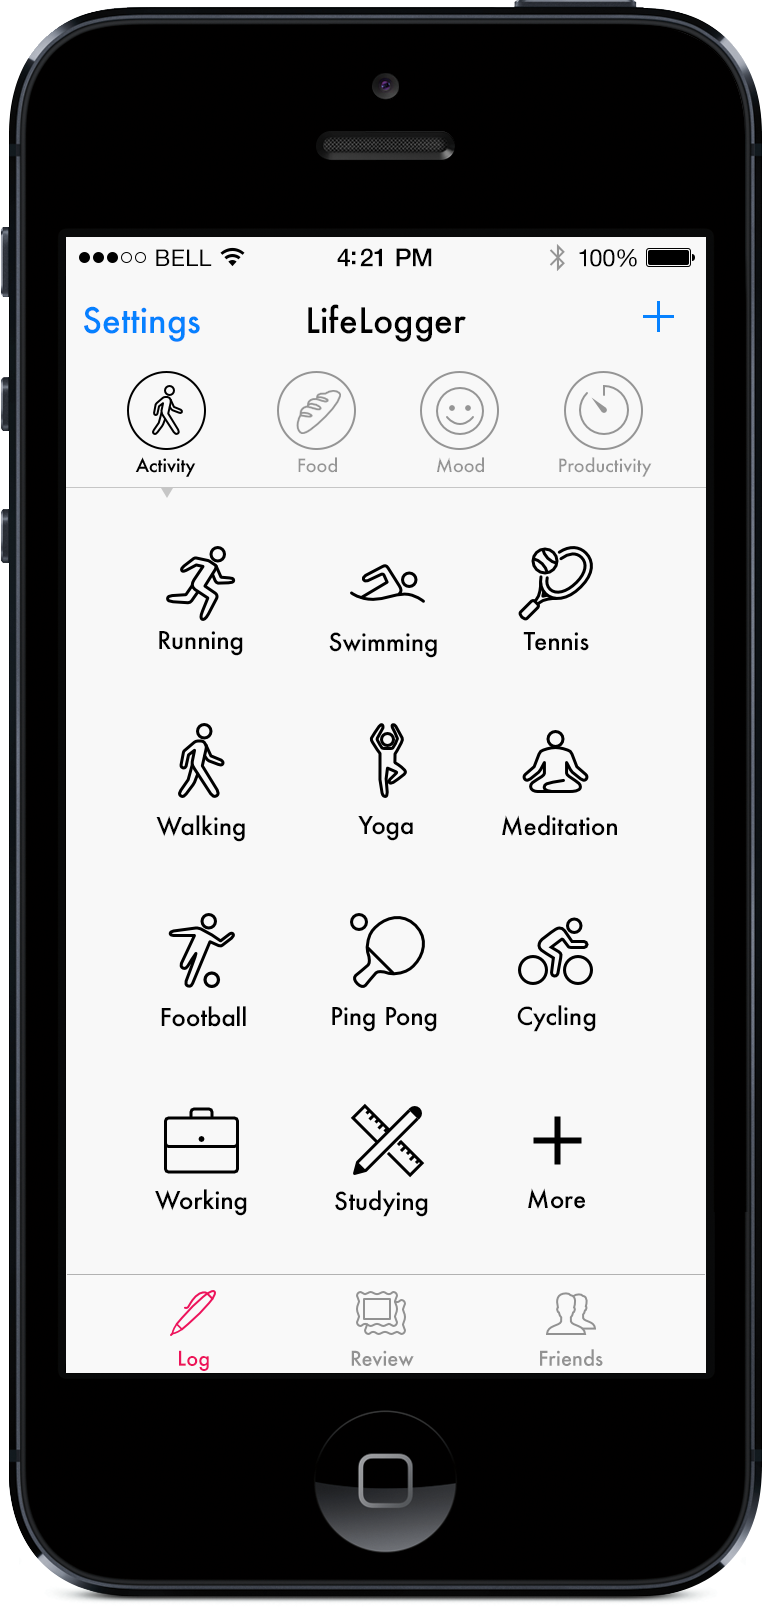 BELL 4:21 PM 100%
Settings LifeLogger +
Activity Food Mood Productivity
Running Swimming Tennis
Walking Yoga Meditation
Football Ping Pong Cycling
Working Studying More
Log Review Friends